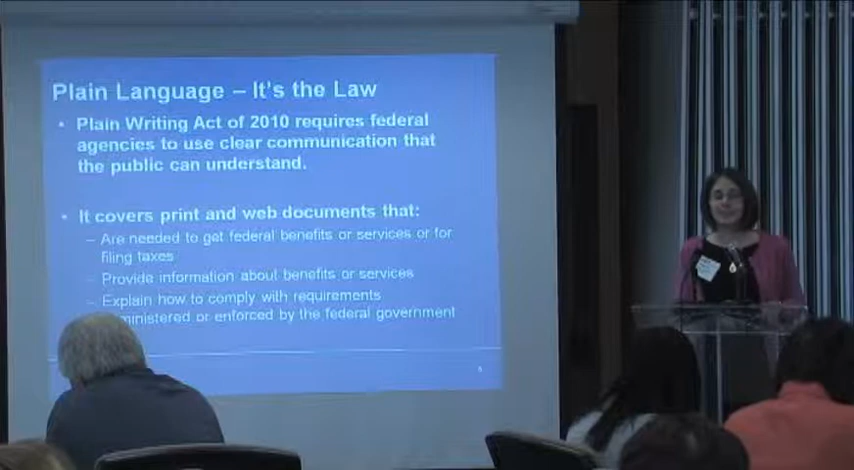 Plain Language – It's the Law
• Plain Writing Act of 2010 requires federal
agencies to use clear communication that
the public can understand.
• It covers print and web documents that:
– Are needed to get federal benefits or services or for
filing taxes
– Provide information about benefits or services
– Explain how to comply with requirements
ministered or enforced by the federal government